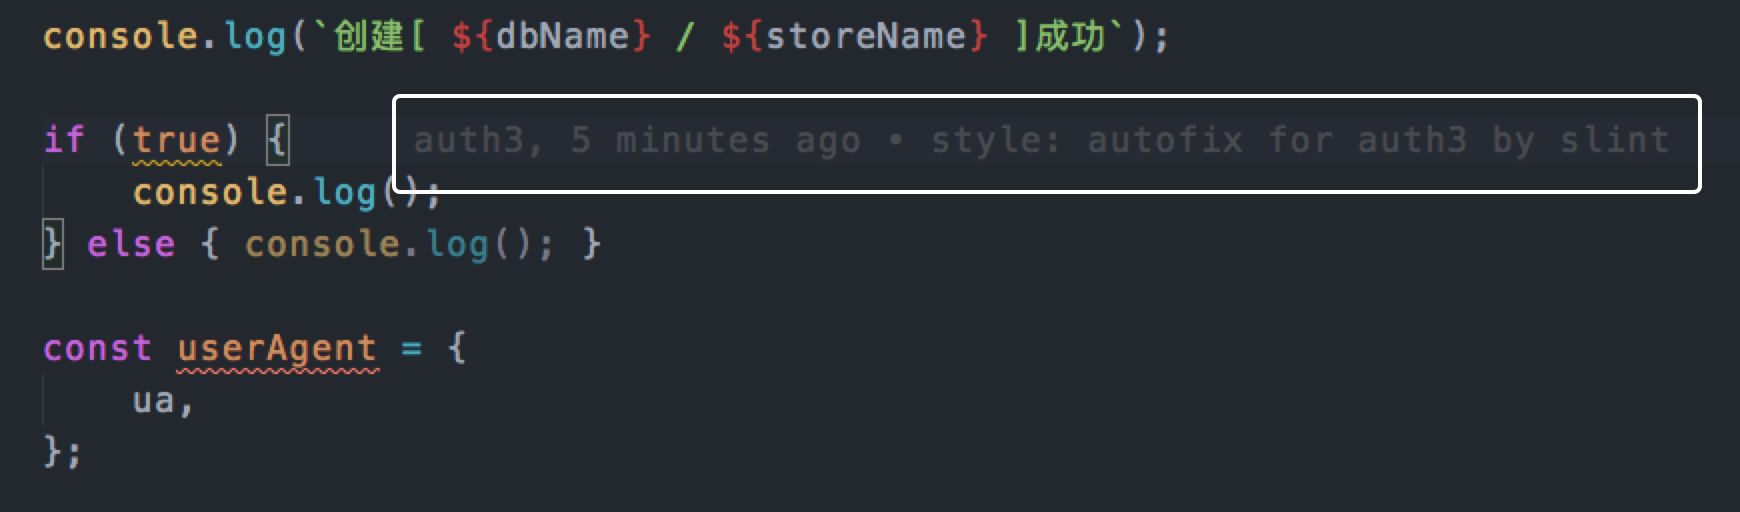 console.log(`创建[ ${dbName} / ${storeName} ]成功`);
if (true) {    auth3, 5 minutes ago • style: autofix for auth3 by slint
    console.log();
} else { console.log(); }
const userAgent = {
    ua,
};